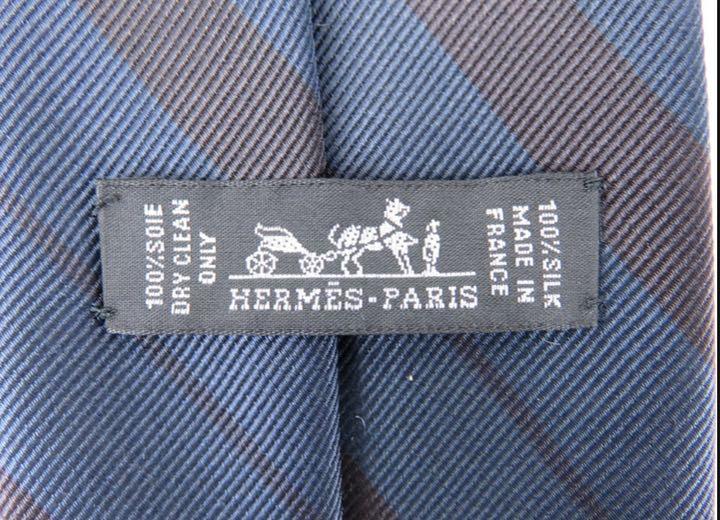 100%SOIE
DRY CLEAN
ONLY
HERMÈS-PARIS
100%SILK
MADE IN
FRANCE